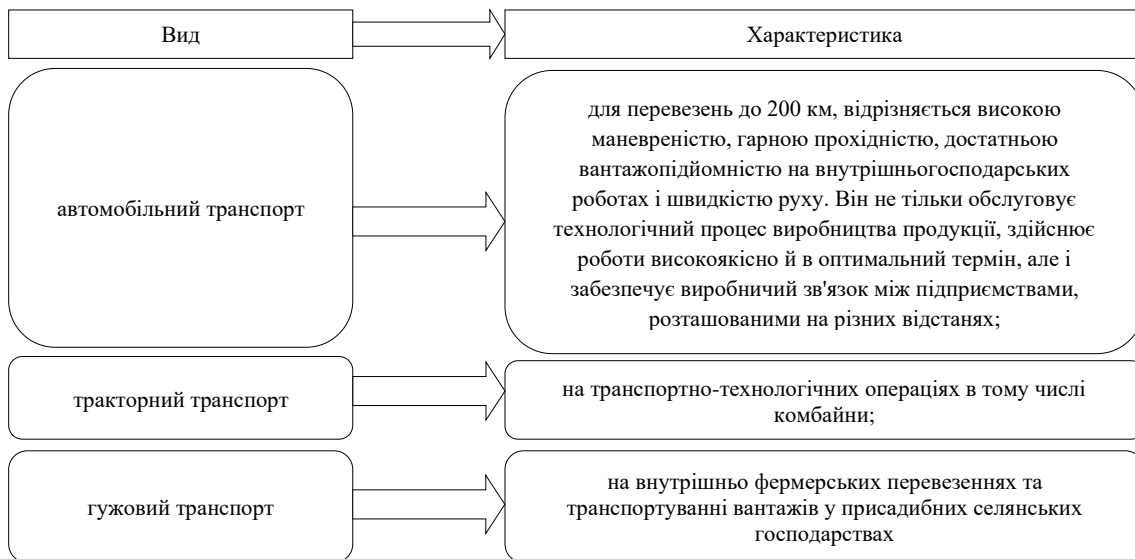 Вид
Характеристика
автомобільний транспорт
для перевезень до 200 км, відрізняється високою
маневреністю, гарною прохідністю, достатньою
вантажопідйомністю на внутрішньогосподарських
роботах і швидкістю руху. Він не тільки обслуговує
технологічний процес виробництва продукції, здійснює
роботи високоякісно й в оптимальний термін, але і
забезпечує виробничий зв'язок між підприємствами,
розташованими на різних відстанях;
тракторний транспорт
на транспортно-технологічних операціях в тому числі
комбайни;
гужовий транспорт
на внутрішньо фермерських перевезеннях та
транспортуванні вантажів у присадибних селянських
господарствах